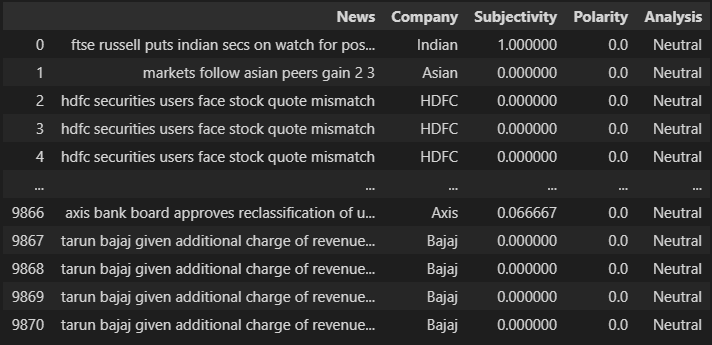 News Company Subjectivity Polarity Analysis
0 ftse russell puts indian secs on watch for pos... Indian 1.000000 0.0 Neutral
1 markets follow asian peers gain 2 3 Asian 0.000000 0.0 Neutral
2 hdfc securities users face stock quote mismatch HDFC 0.000000 0.0 Neutral
3 hdfc securities users face stock quote mismatch HDFC 0.000000 0.0 Neutral
4 hdfc securities users face stock quote mismatch HDFC 0.000000 0.0 Neutral
... ... ... ... ... ...
9866 axis bank board approves reclassification of u... Axis 0.066667 0.0 Neutral
9867 tarun bajaj given additional charge of revenue... Bajaj 0.000000 0.0 Neutral
9868 tarun bajaj given additional charge of revenue... Bajaj 0.000000 0.0 Neutral
9869 tarun bajaj given additional charge of revenue... Bajaj 0.000000 0.0 Neutral
9870 tarun bajaj given additional charge of revenue... Bajaj 0.000000 0.0 Neutral